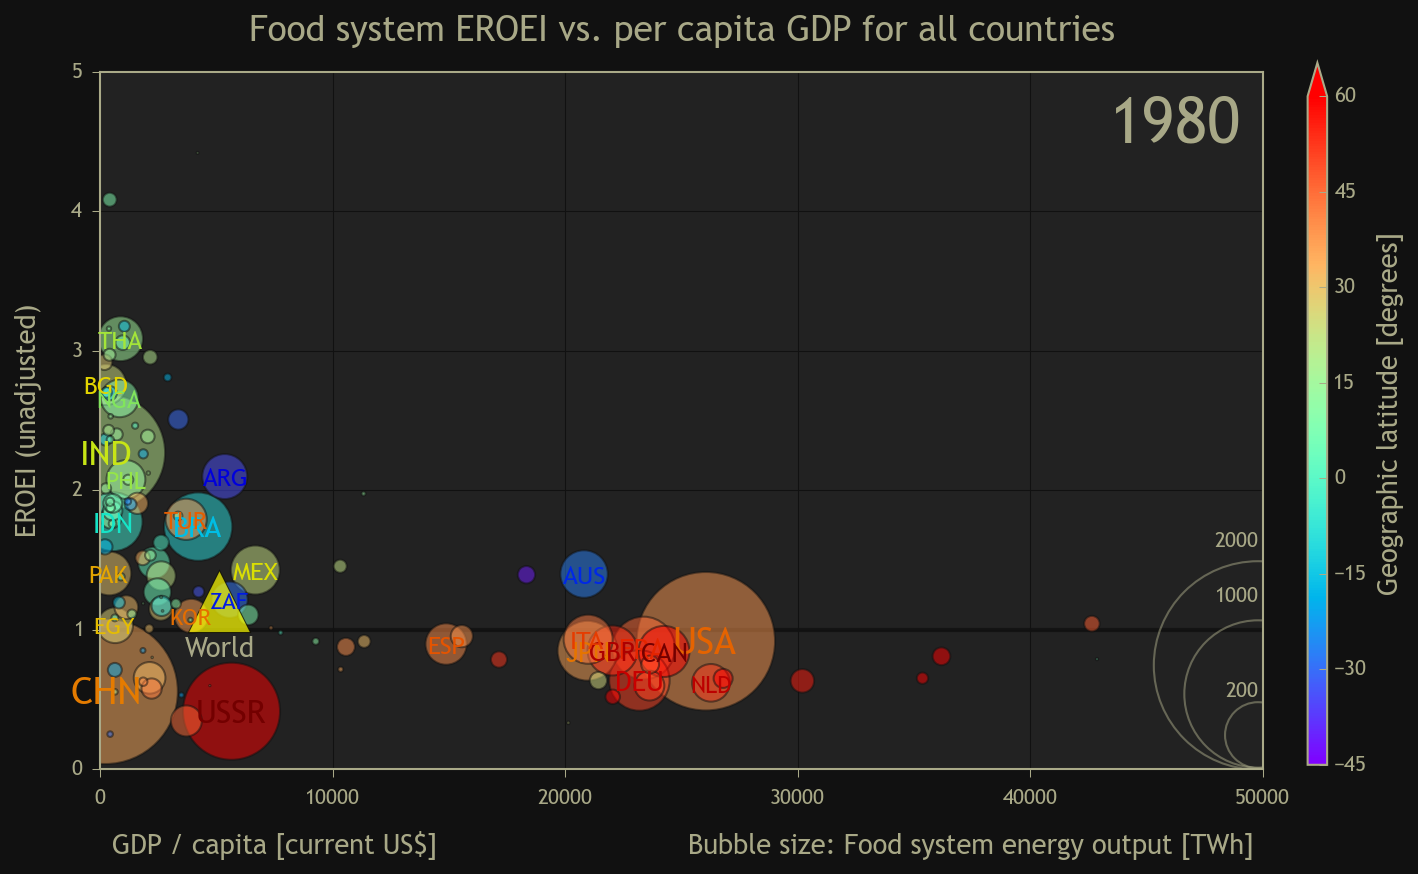 Food system EROEI vs. per capita GDP for all countries
1980
EROEI (unadjusted)
5
4
3
2
1
0
THA
BGD
NGA
IND
PHL
ARG
IDN
TUR
BRA
PAK
MEX
AUS
ZAF
KOR
EGY
World
ESP
ITA
GBR
CAN
USA
DEU
NLD
CHN
USSR
2000
1000
200
0
10000
20000
30000
40000
50000
GDP / capita [current US$]
Bubble size: Food system energy output [TWh]
60
45
30
15
0
−15
−30
−45
Geographic latitude [degrees]